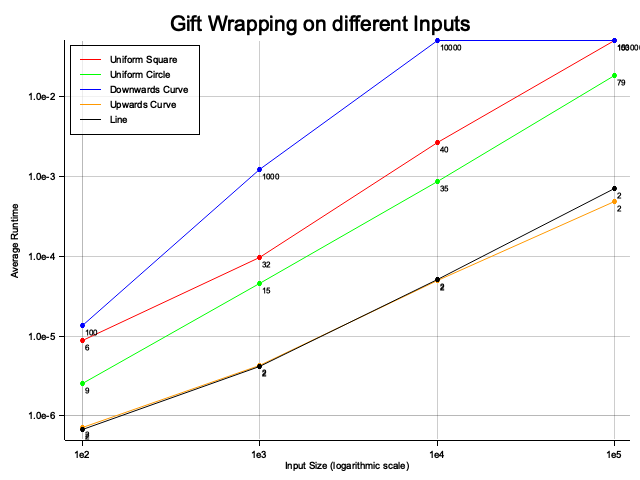 Gift Wrapping on different Inputs
Uniform Square
Uniform Circle
Downwards Curve
Upwards Curve
Line
1.0e-2
1.0e-3
1.0e-4
1.0e-5
1.0e-6
Average Runtime
10000
79
1000
40
35
32
15
2
2
2
2
100
6
9
2
1e2
1e3
1e4
1e5
Input Size (logarithmic scale)